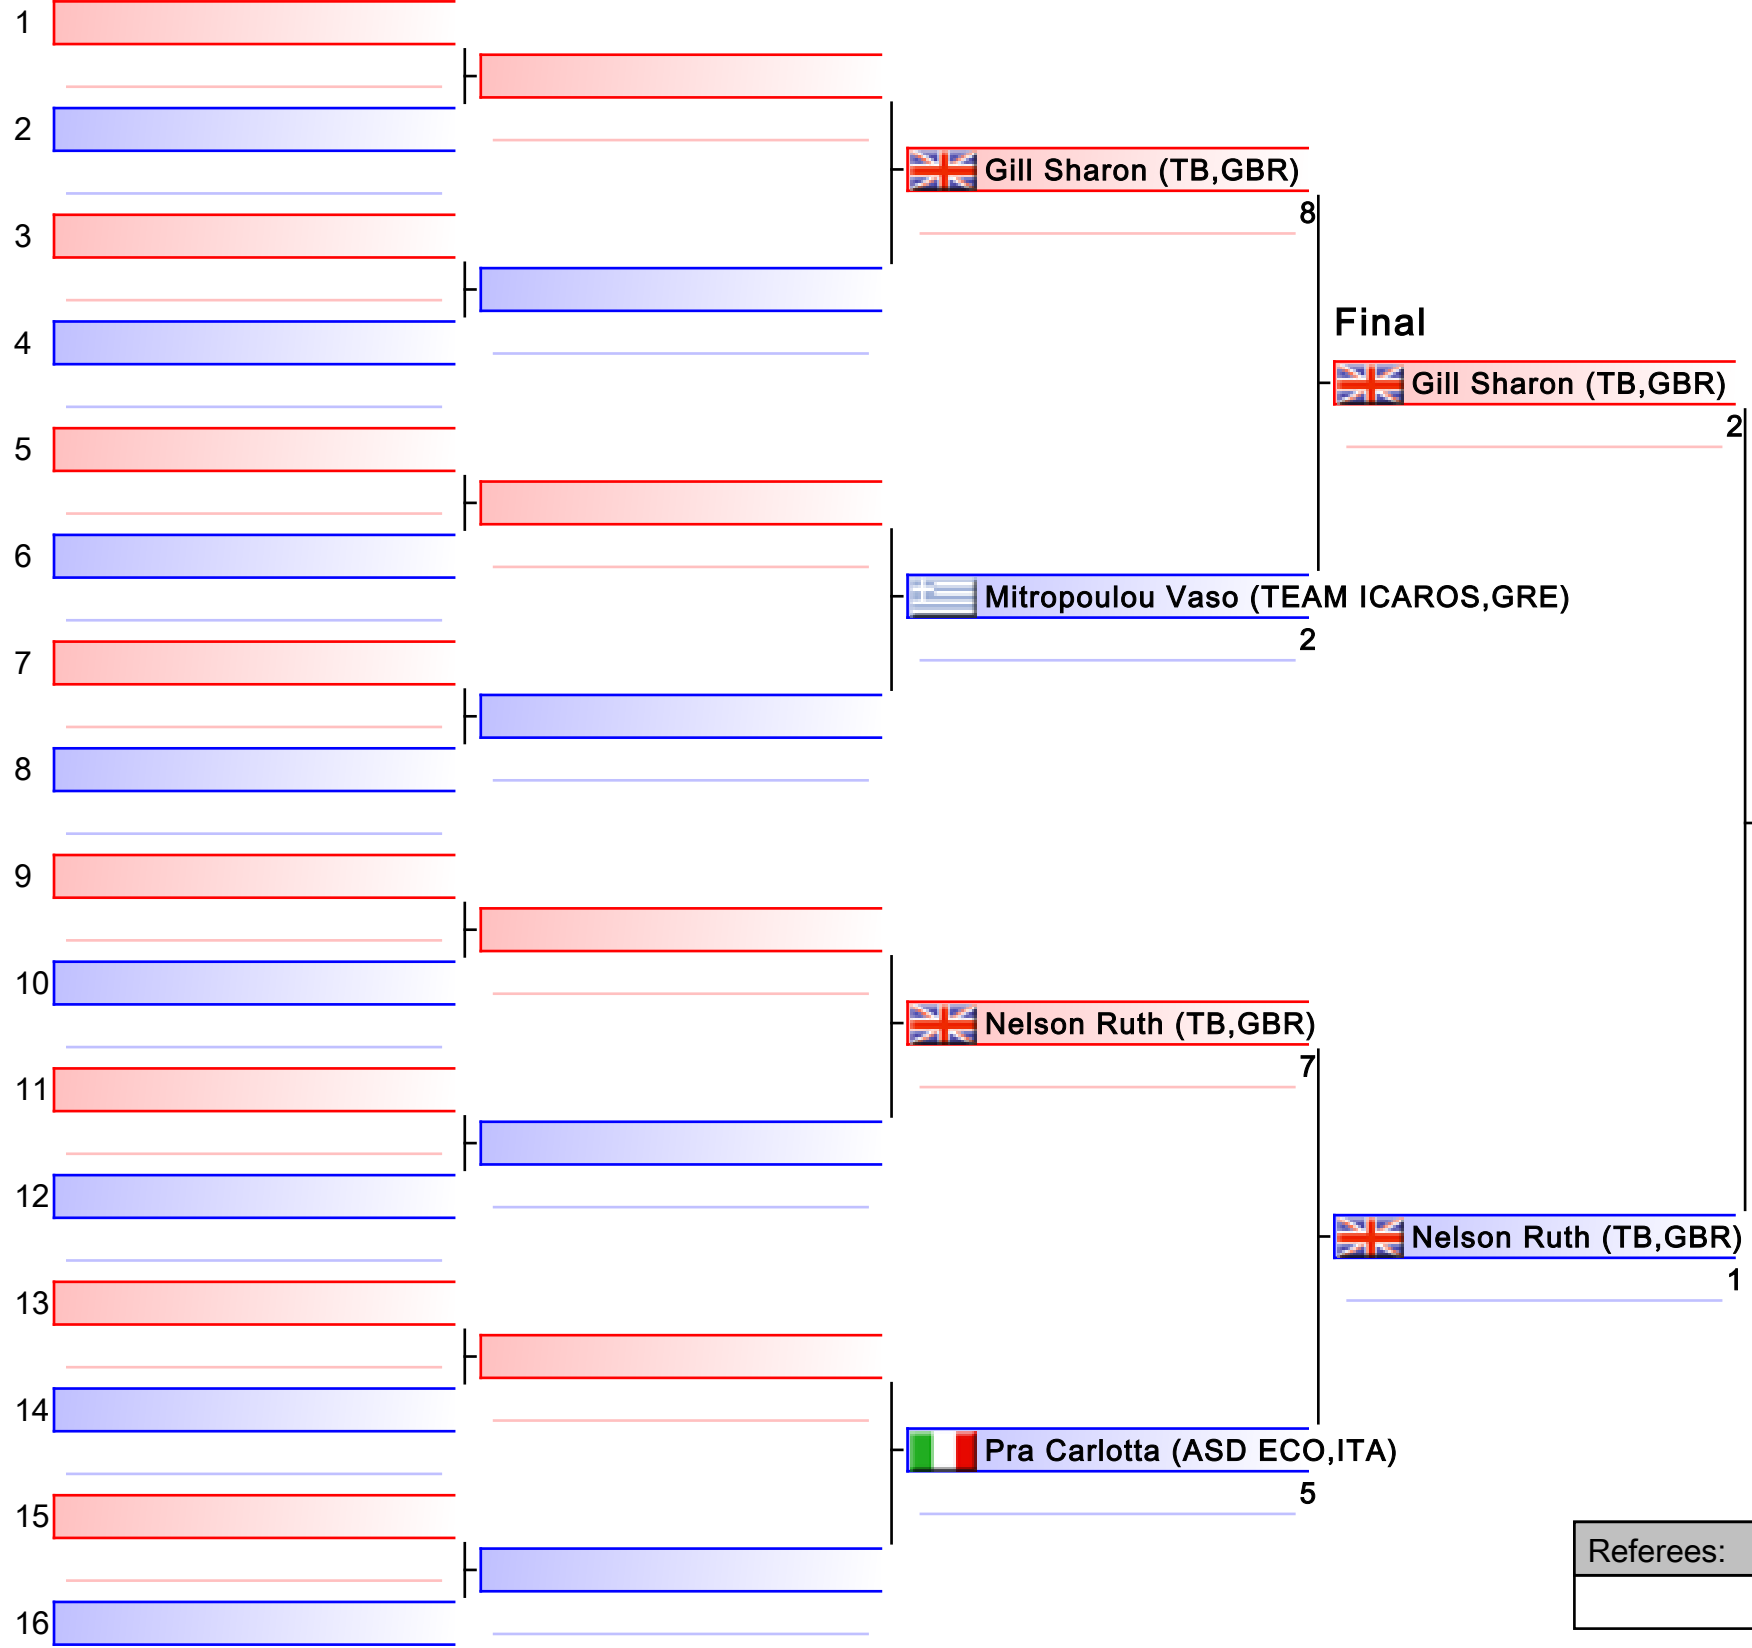 1
2
Gill Sharon (TB,GBR)
8
3
Final
4
Gill Sharon (TB,GBR)
2
5
6
Mitropoulou Vaso (TEAM ICAROS,GRE)
2
7
8
9
10
Nelson Ruth (TB,GBR)
7
11
12
Nelson Ruth (TB,GBR)
1
13
14
Pra Carlotta (ASD ECO,ITA)
5
15
Referees:
16